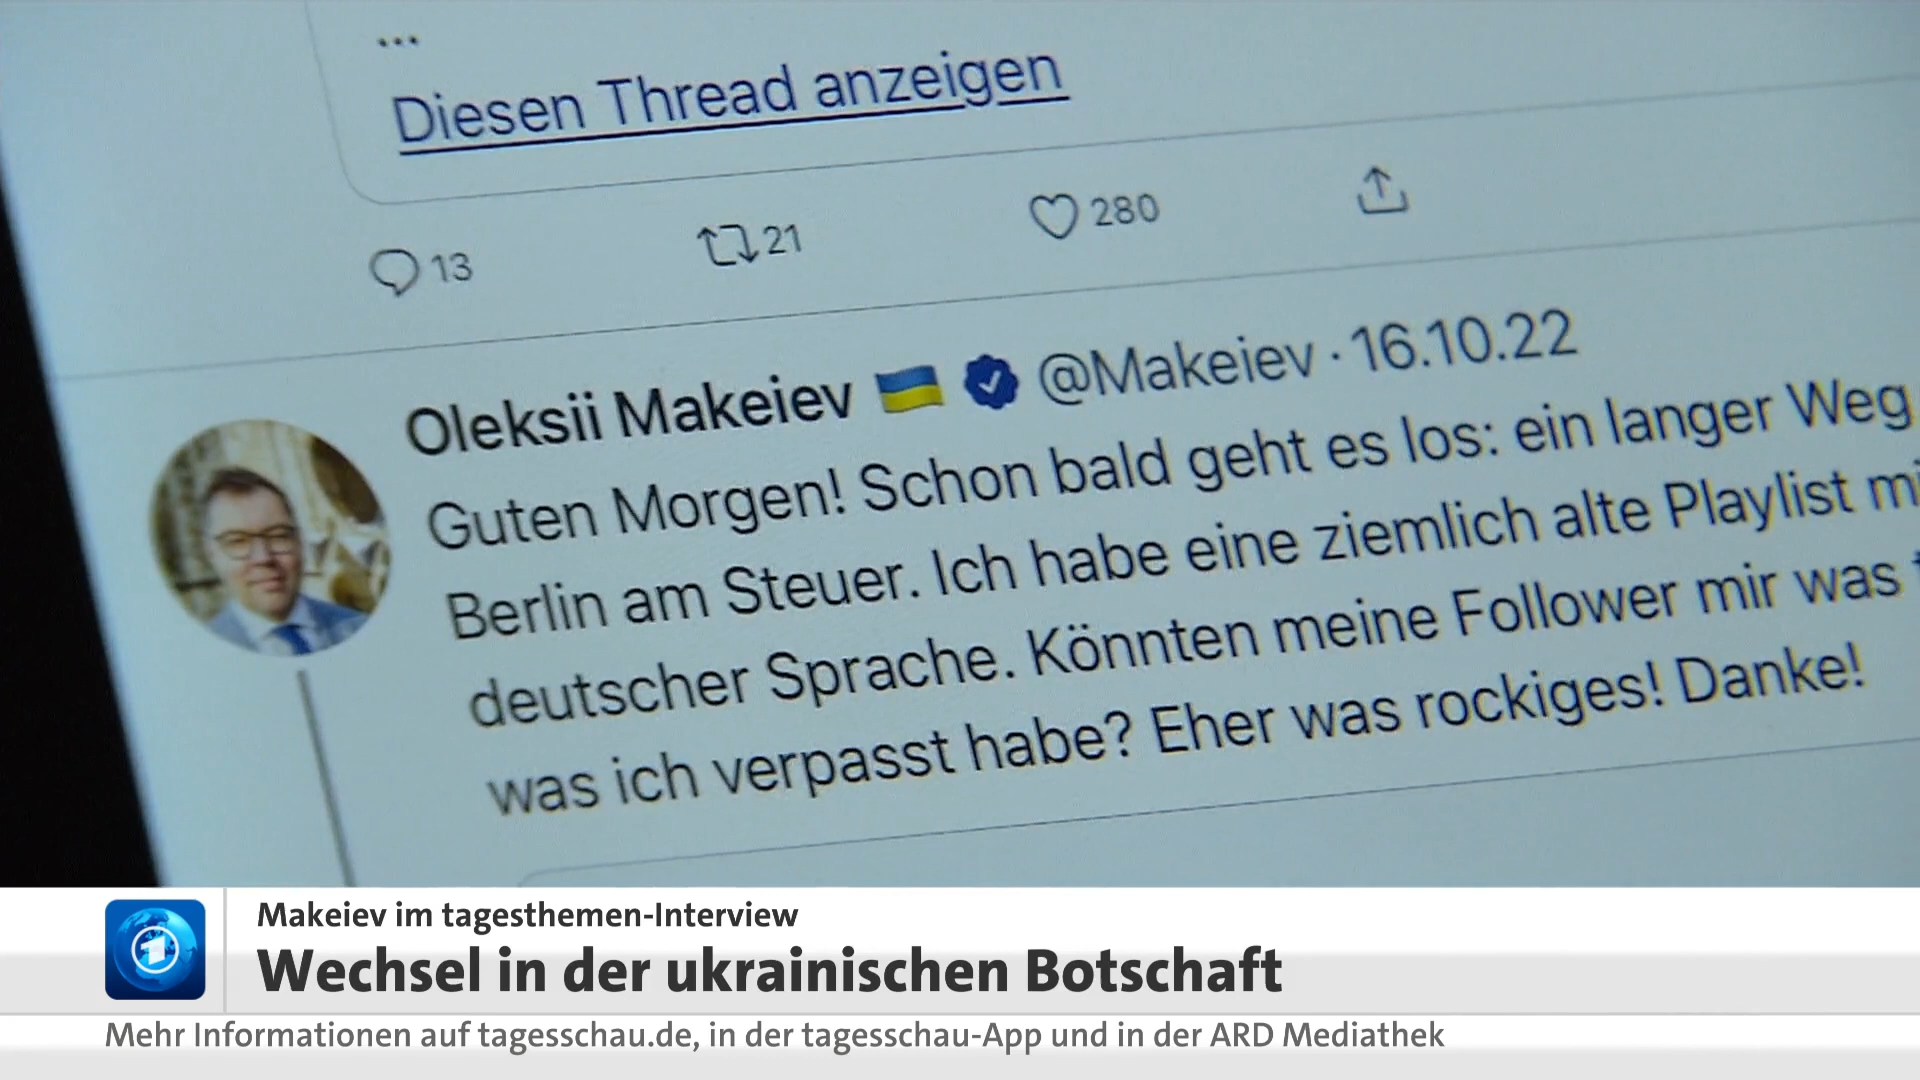 ...
Diesen Thread anzeigen
13 21 280
Oleksii Makeiev @Makeiev · 16.10.22
Guten Morgen! Schon bald geht es los: ein langer Weg
Berlin am Steuer. Ich habe eine ziemlich alte Playlist
deutscher Sprache. Könnten meine Follower mir was
was ich verpasst habe? Eher was rockiges! Danke!
1
Makeiev im tagesthemen-Interview
Wechsel in der ukrainischen Botschaft
Mehr Informationen auf tagesschau.de, in der tagesschau-App und in der ARD Mediathek